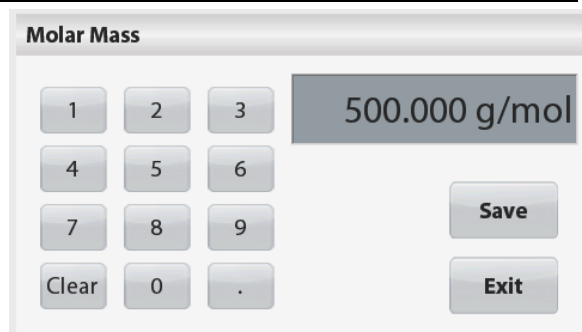 Molar Mass
500.000 g/mol
1 2 3
4 5 6
7 8 9
Clear 0 .
Save
Exit